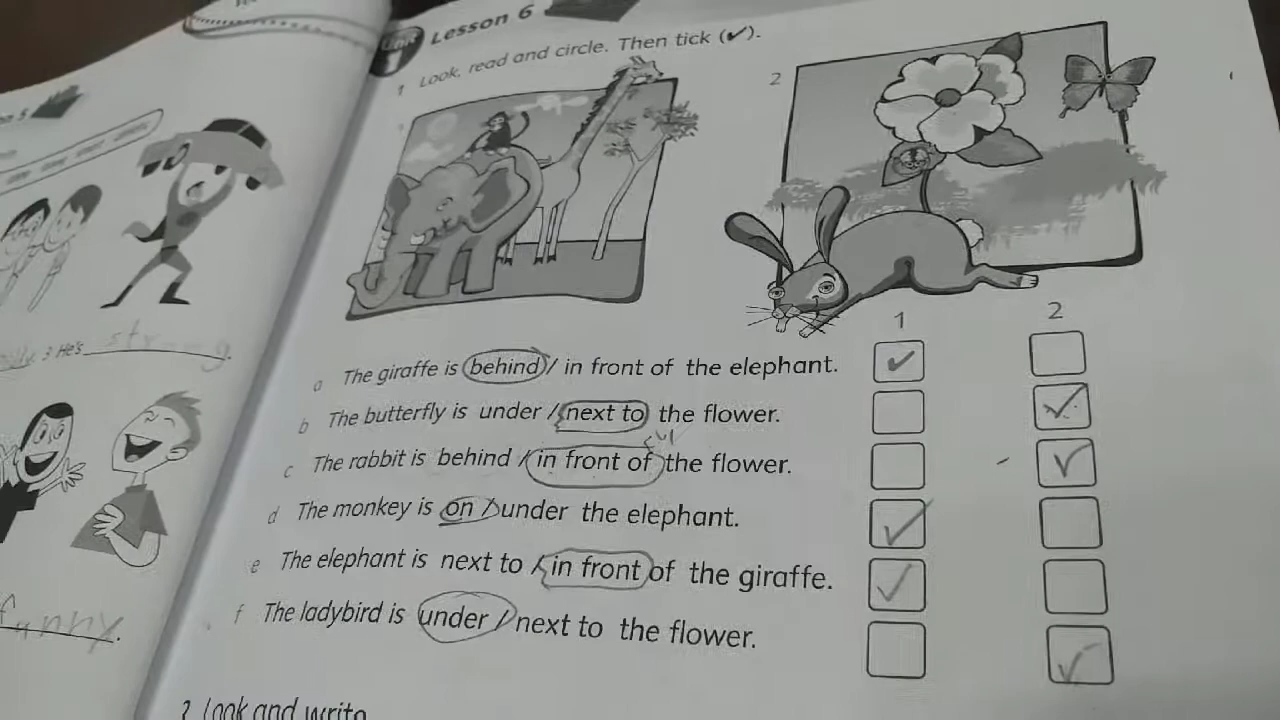 Unit 1 Lesson 6
1 Look, read and circle. Then tick (✔).
2
1 2
a The giraffe is behind / in front of the elephant.
b The butterfly is under / next to the flower.
c The rabbit is behind / in front of the flower.
d The monkey is on / under the elephant.
e The elephant is next to / in front of the giraffe.
f The ladybird is under / next to the flower.
2 Look and write
3 He's strong.
funny.